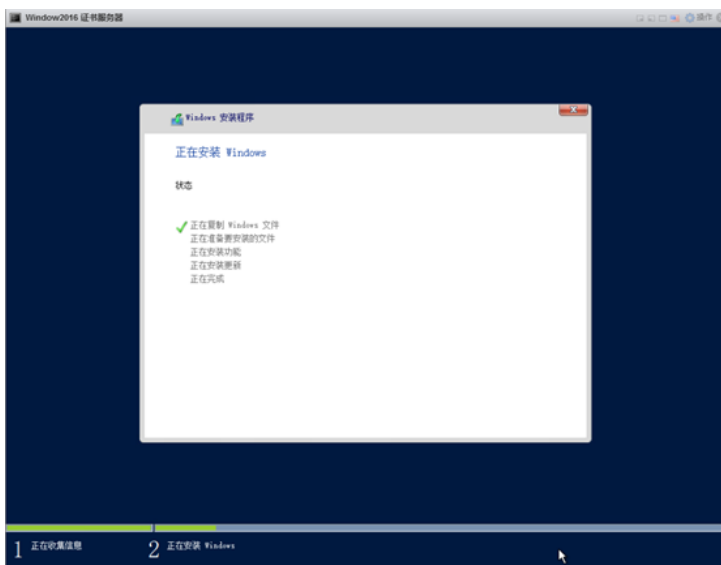 Window2016 证书服务器
操作
Windows 安装程序
正在安装 Windows
状态
正在复制 Windows 文件
正在准备要安装的文件
正在安装功能
正在安装更新
正在完成
1 正在收集信息
2 正在安装 Windows